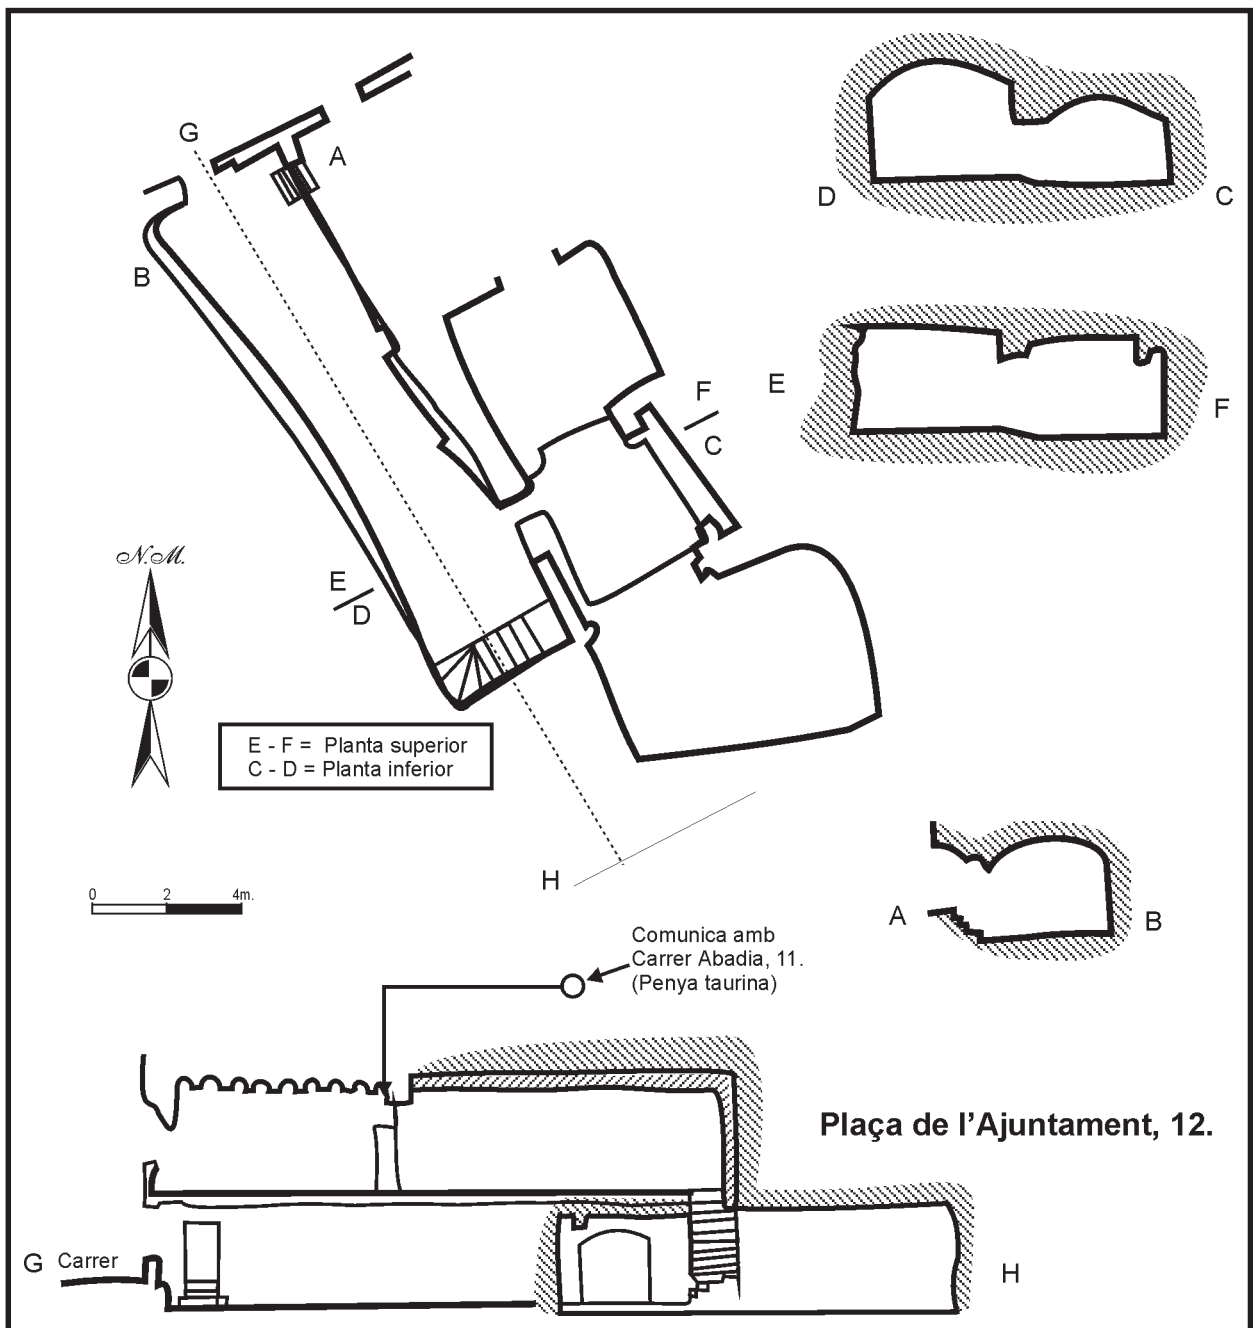 G
A
B
D
C
E
F
F
C
N.M.
E
D
E - F = Planta superior
C - D = Planta inferior
H
0 2 4m.
A
B
Comunica amb
Carrer Abadia, 11.
(Penya taurina)
Plaça de l'Ajuntament, 12.
G Carrer
H